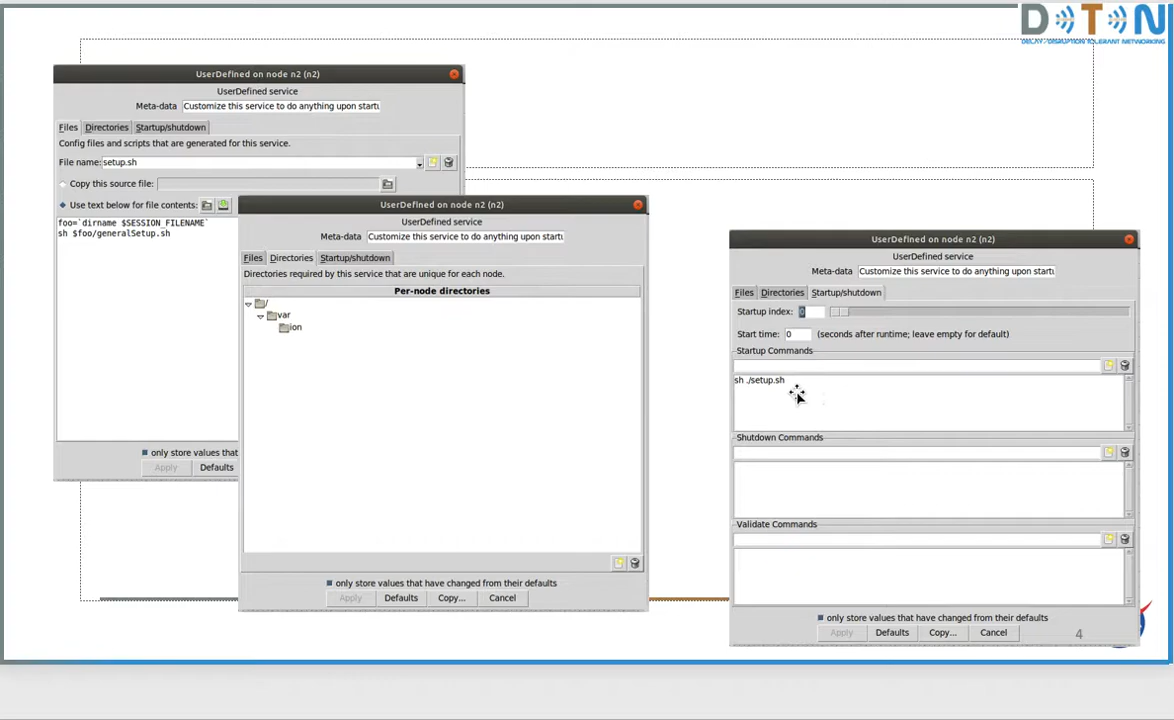 DTN
DELAY/DISRUPTION TOLERANT NETWORKING
UserDefined on node n2 (n2)
UserDefined service
Meta-data Customize this service to do anything upon startu
Files Directories Startup/shutdown
Config files and scripts that are generated for this service.
File name: setup.sh
Copy this source file:
Use text below for file contents:
foo=`dirname $SESSION_FILENAME`
sh $foo/generalSetup.sh
only store values that
Apply Defaults
UserDefined on node n2 (n2)
UserDefined service
Meta-data Customize this service to do anything upon startu
Files Directories Startup/shutdown
Directories required by this service that are unique for each node.
Per-node directories
/
var
ion
only store values that have changed from their defaults
Apply Defaults Copy... Cancel
UserDefined on node n2 (n2)
UserDefined service
Meta-data Customize this service to do anything upon startu
Files Directories Startup/shutdown
Startup index: 0
Start time: 0 (seconds after runtime; leave empty for default)
Startup Commands
sh ./setup.sh
Shutdown Commands
Validate Commands
only store values that have changed from their defaults
Apply Defaults Copy... Cancel
4